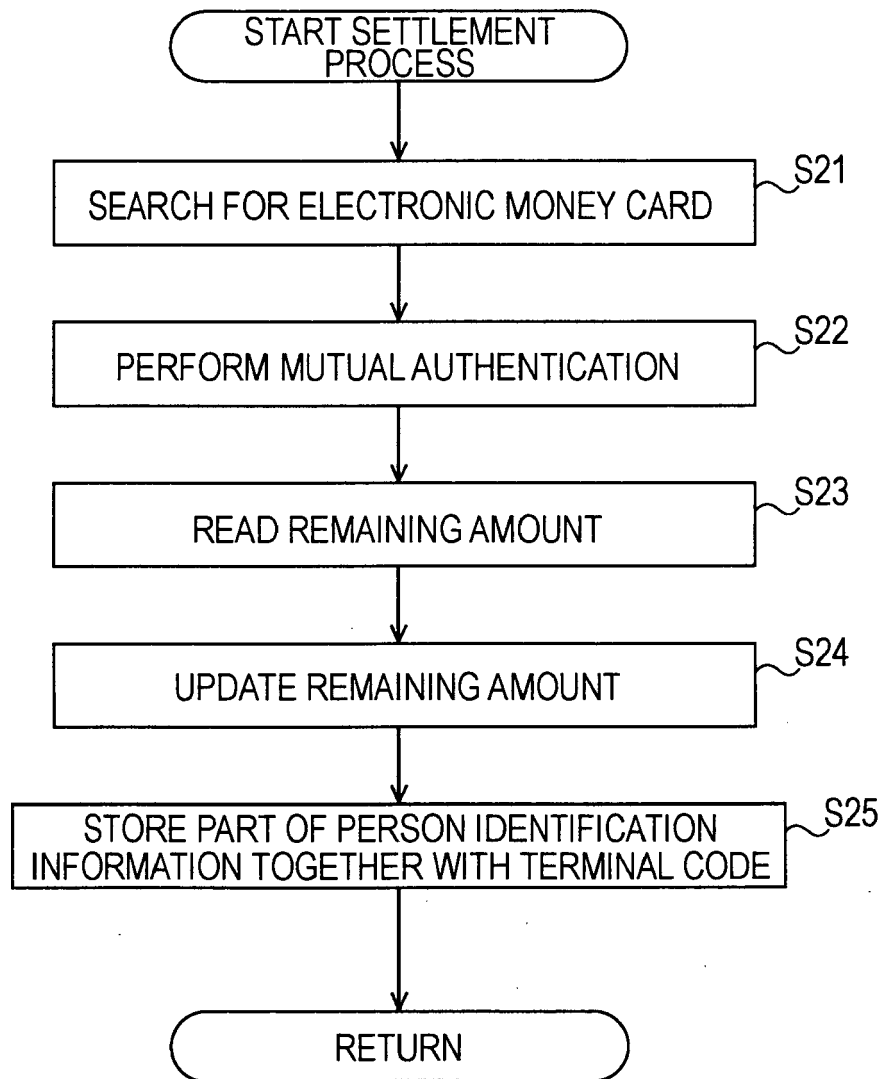 START SETTLEMENT
PROCESS
S21
SEARCH FOR ELECTRONIC MONEY CARD
S22
PERFORM MUTUAL AUTHENTICATION
S23
READ REMAINING AMOUNT
S24
UPDATE REMAINING AMOUNT
S25
STORE PART OF PERSON IDENTIFICATION
INFORMATION TOGETHER WITH TERMINAL CODE
RETURN